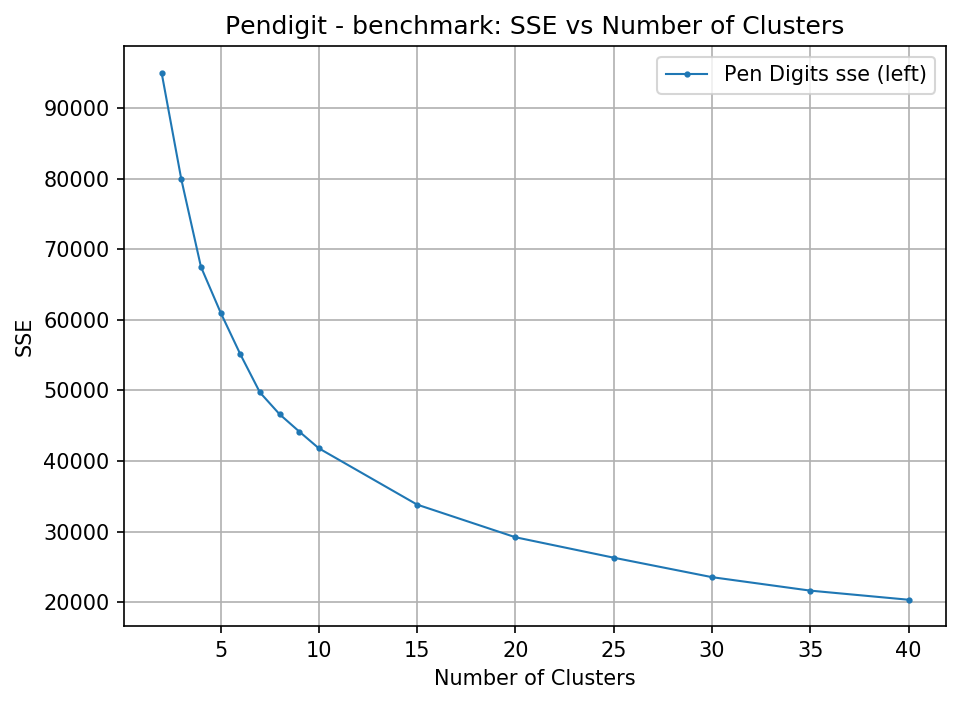 Pendigit - benchmark: SSE vs Number of Clusters
Pen Digits sse (left)
90000
80000
70000
60000
50000
40000
30000
20000
SSE
5 10 15 20 25 30 35 40
Number of Clusters